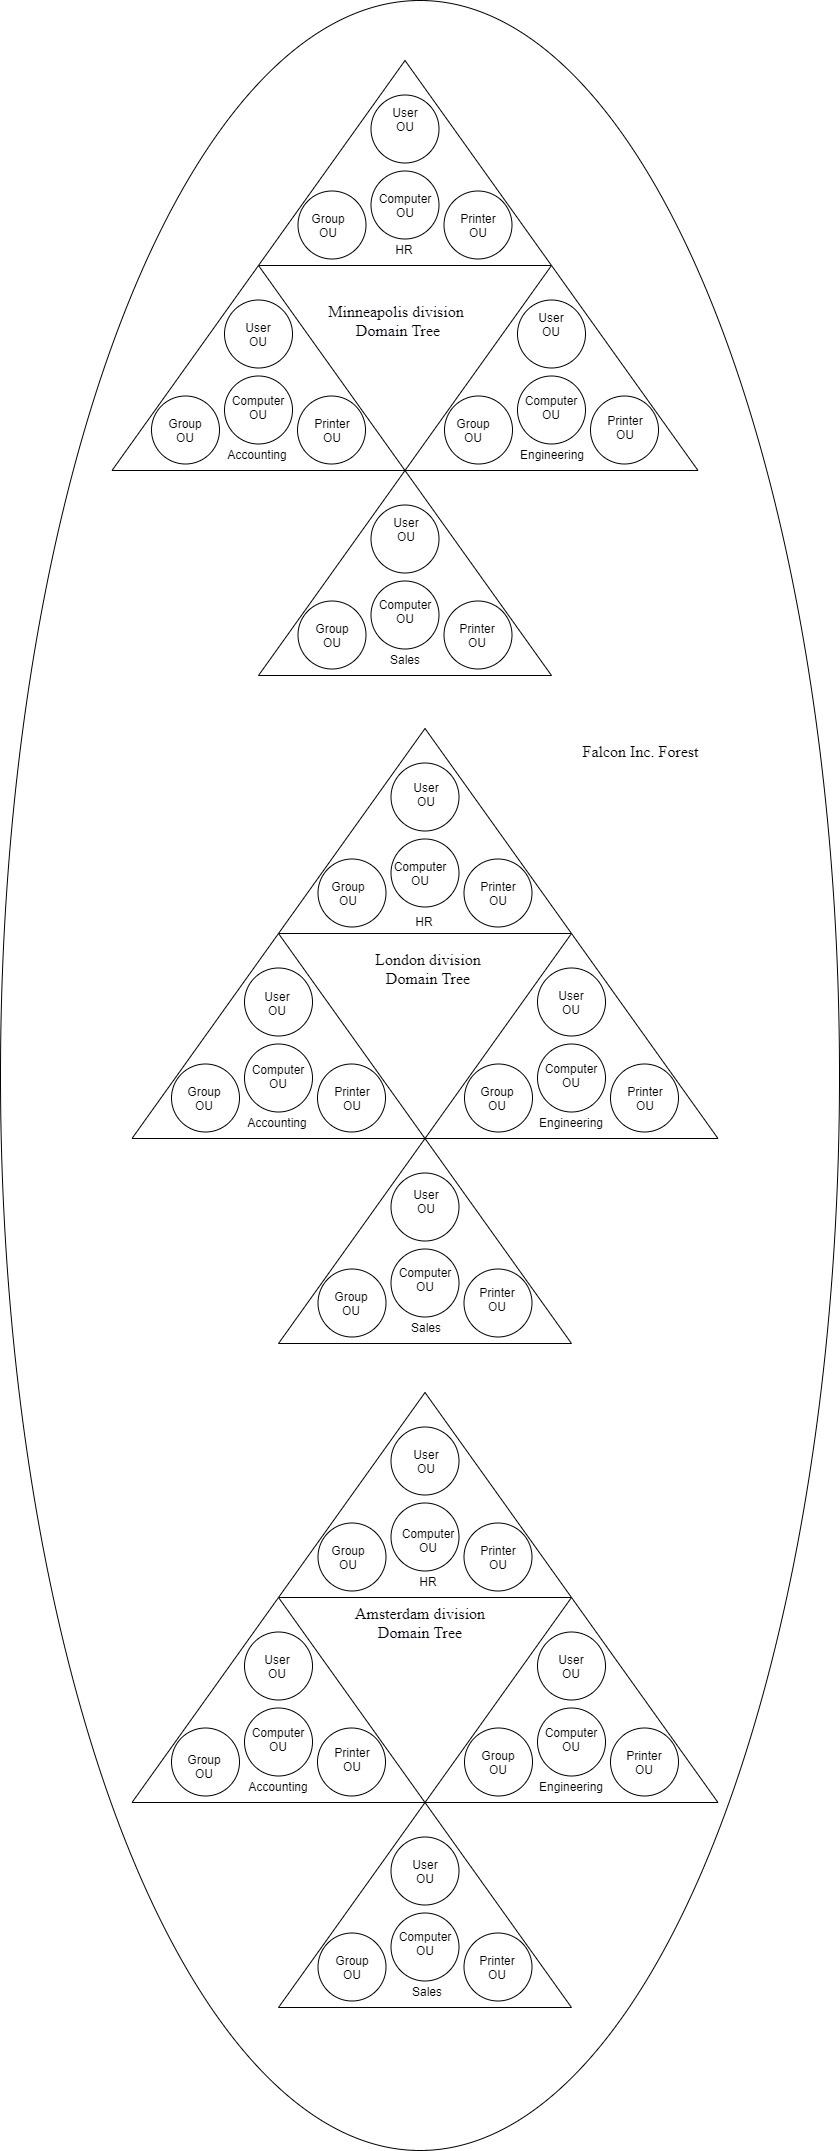 User
OU
Computer
OU
Group
OU
Printer
OU
HR
Minneapolis division
Domain Tree
User
OU
Computer
OU
Group
OU
Printer
OU
Accounting
User
OU
Computer
OU
Group
OU
Printer
OU
Engineering
User
OU
Computer
OU
Group
OU
Printer
OU
Sales
Falcon Inc. Forest
User
OU
Computer
OU
Group
OU
Printer
OU
HR
London division
Domain Tree
User
OU
Computer
OU
Group
OU
Printer
OU
Accounting
User
OU
Computer
OU
Group
OU
Printer
OU
Engineering
User
OU
Computer
OU
Group
OU
Printer
OU
Sales
User
OU
Computer
OU
Group
OU
Printer
OU
HR
Amsterdam division
Domain Tree
User
OU
Computer
OU
Group
OU
Printer
OU
Accounting
User
OU
Computer
OU
Group
OU
Printer
OU
Engineering
User
OU
Computer
OU
Group
OU
Printer
OU
Sales